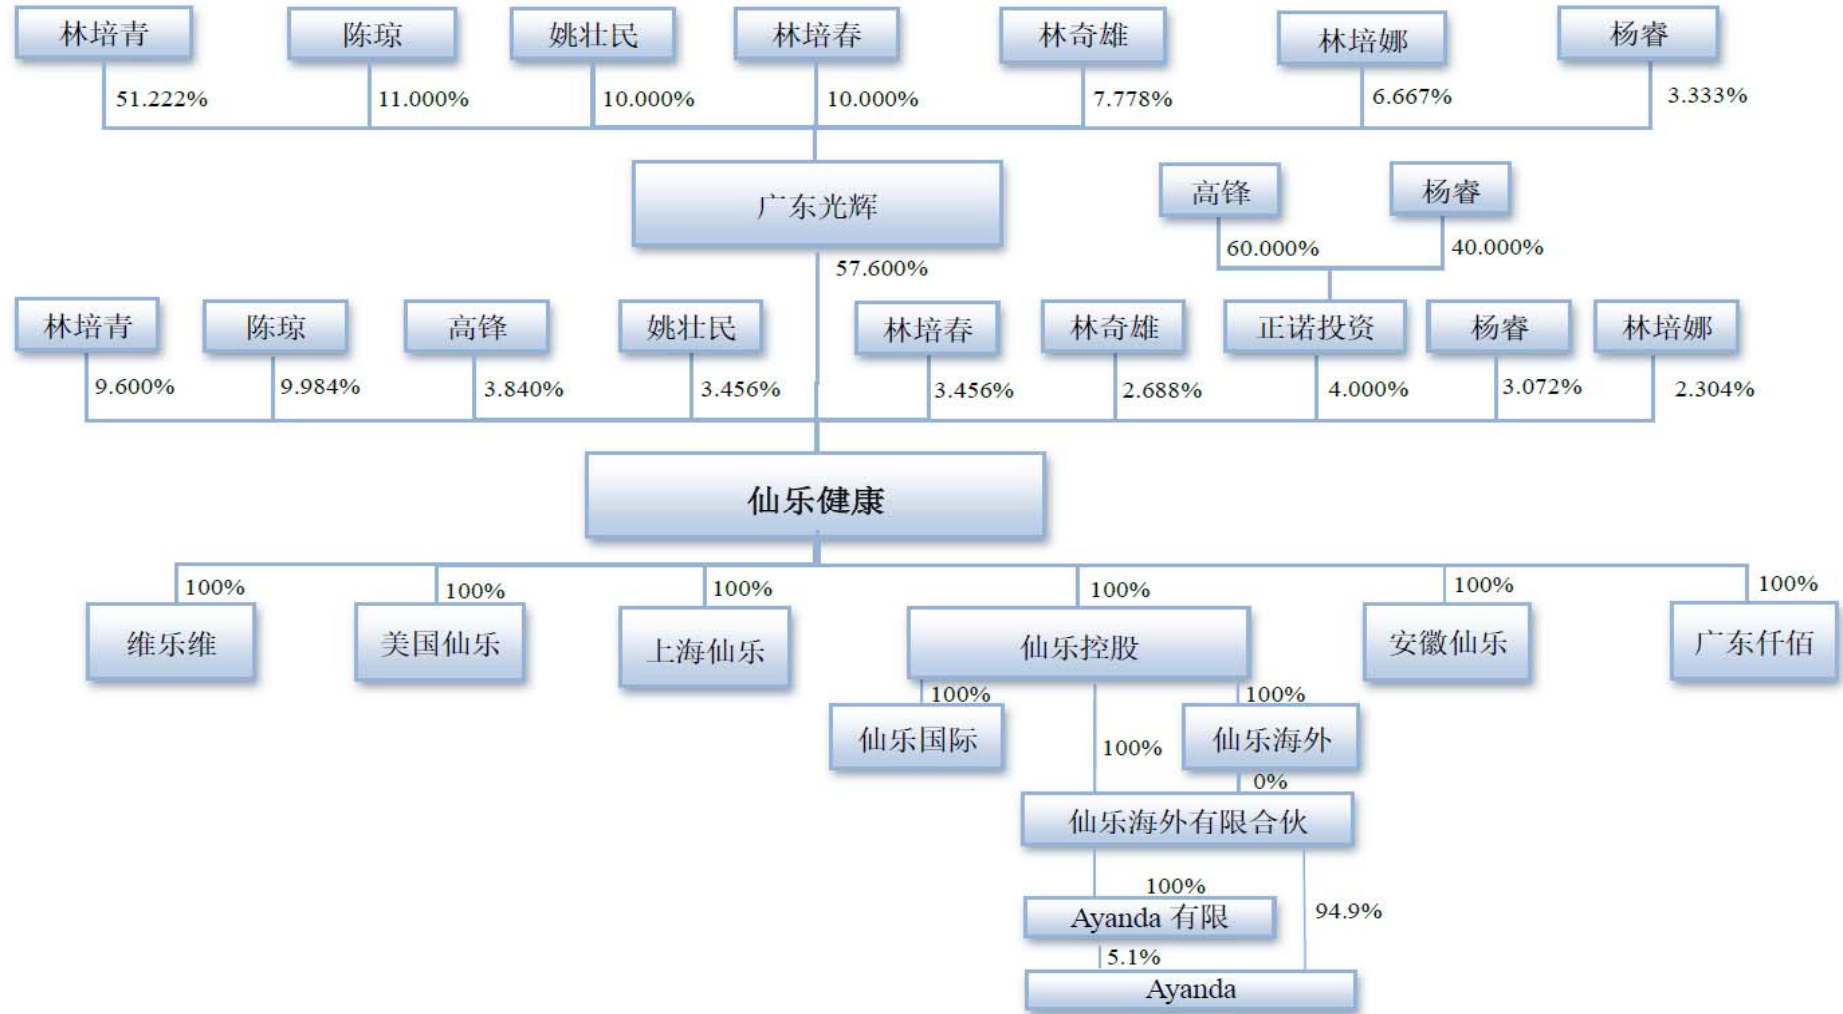 林培青
陈琼
姚壮民
林培春
林奇雄
林培娜
杨睿
51.222%
11.000%
10.000%
10.000%
7.778%
6.667%
3.333%
广东光辉
高锋
杨睿
60.000%
40.000%
57.600%
林培青
陈琼
高锋
姚壮民
林培春
林奇雄
正诺投资
杨睿
林培娜
9.600%
9.984%
3.840%
3.456%
3.456%
2.688%
4.000%
3.072%
2.304%
仙乐健康
100%
100%
100%
100%
100%
100%
维乐维
美国仙乐
上海仙乐
仙乐控股
安徽仙乐
广东仟佰
100%
100%
仙乐国际
100%
仙乐海外
0%
仙乐海外有限合伙
100%
Ayanda 有限
94.9%
5.1%
Ayanda